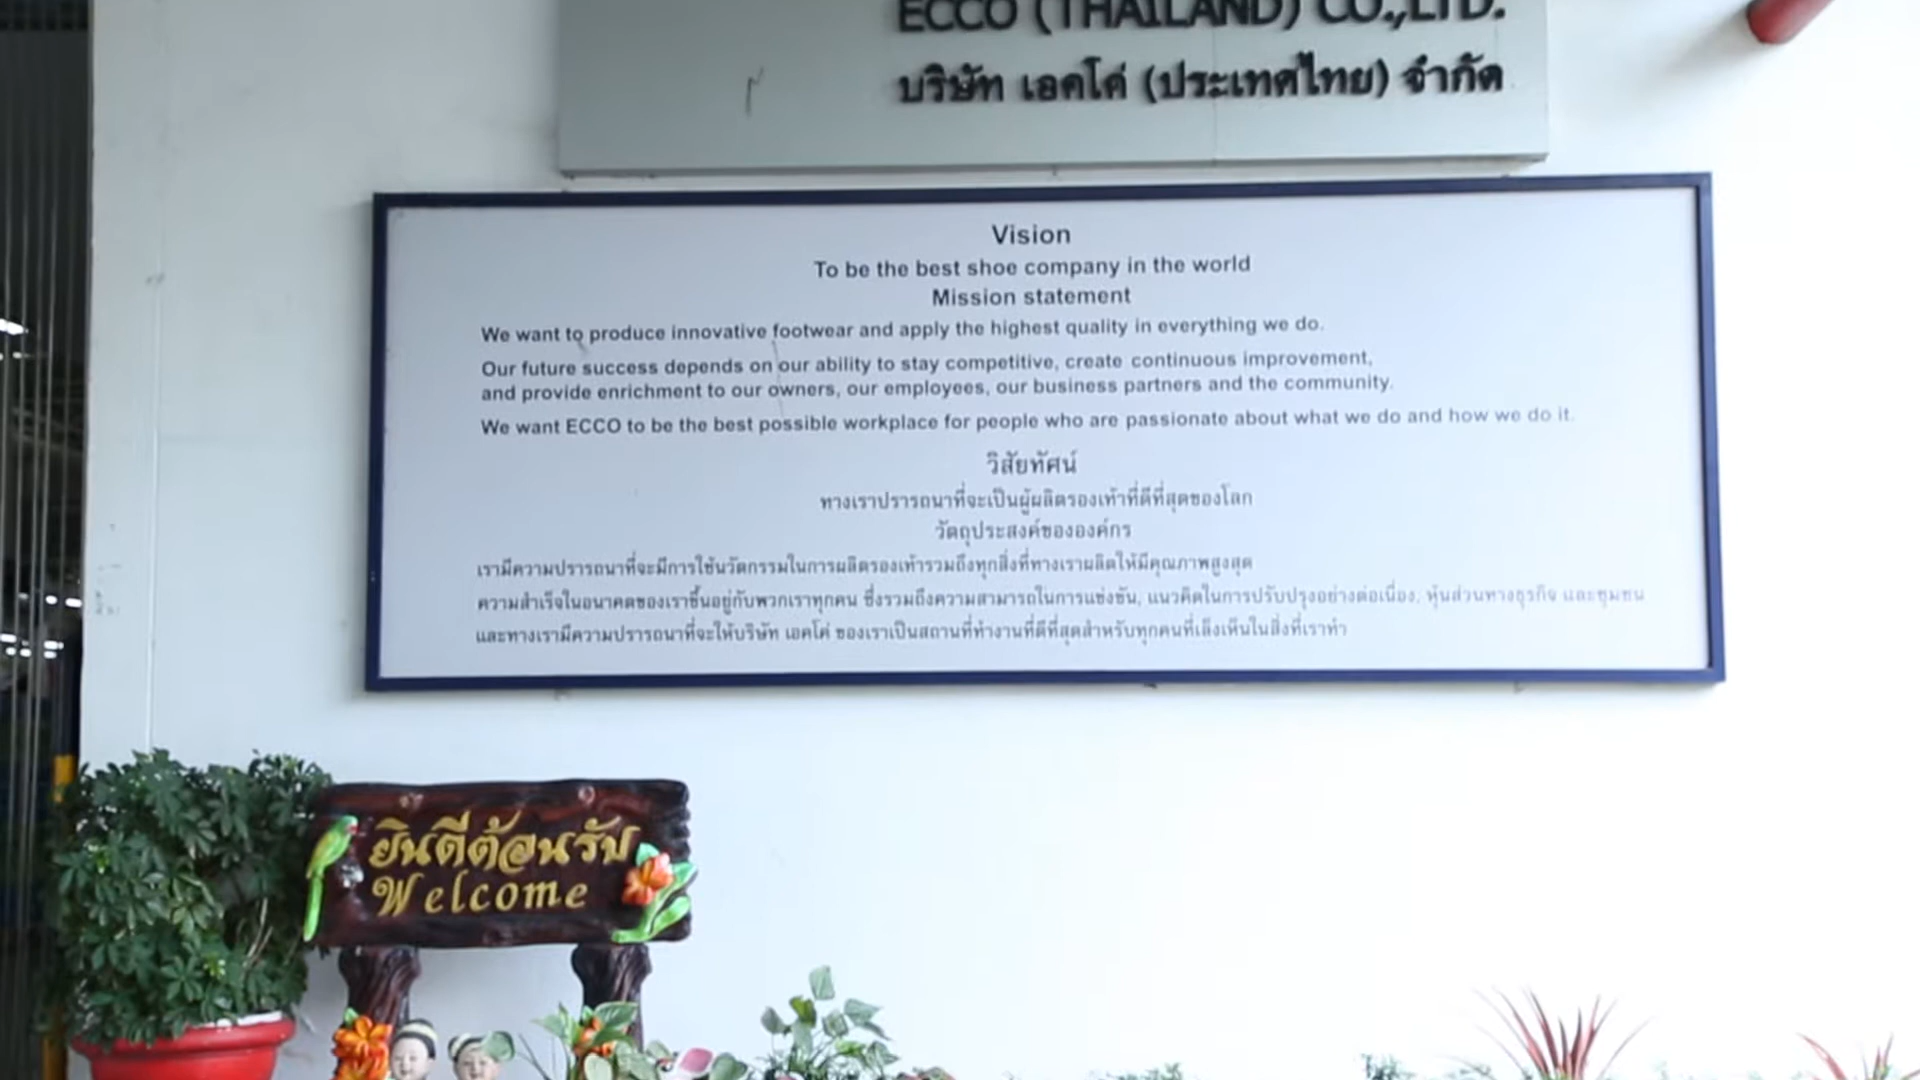 ECCO (THAILAND) CO.,LTD.
บริษัท เอคโค่ (ประเทศไทย) จำกัด
Vision
To be the best shoe company in the world
Mission statement
We want to produce innovative footwear and apply the highest quality in everything we do.
Our future success depends on our ability to stay competitive, create continuous improvement,
and provide enrichment to our owners, our employees, our business partners and the community.
We want ECCO to be the best possible workplace for people who are passionate about what we do and how we do it.
วิสัยทัศน์
ทางเราปรารถนาที่จะเป็นผู้ผลิตรองเท้าที่ดีที่สุดของโลก
วัตถุประสงค์ขององค์กร
เรามีความปรารถนาที่จะมีการใช้นวัตกรรมในการผลิตรองเท้ารวมถึงทุกสิ่งที่ทางเราผลิตให้มีคุณภาพสูงสุด
ความสำเร็จในอนาคตของเราขึ้นอยู่กับพวกเราทุกคน ซึ่งรวมถึงความสามารถในการแข่งขัน, แนวคิดในการปรับปรุงอย่างต่อเนื่อง, หุ้นส่วนทางธุรกิจ และชุมชน
และทางเรามีความปรารถนาที่จะให้บริษัท เอคโค่ ของเราเป็นสถานที่ทำงานที่ดีที่สุดสำหรับทุกคนที่เล็งเห็นในสิ่งที่เราทำ
ยินดีต้อนรับ
Welcome